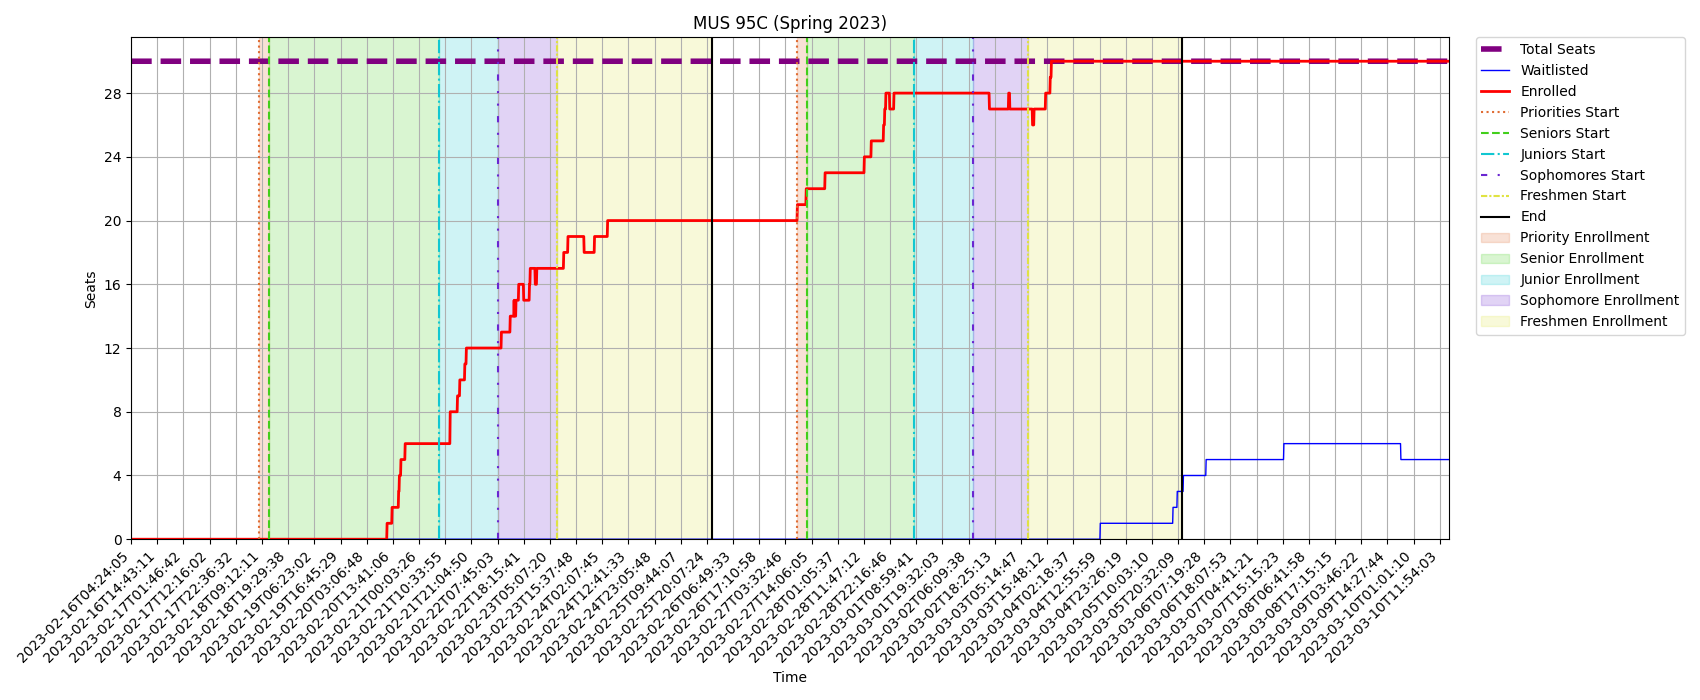 MUS 95C (Spring 2023)
Total Seats
Waitlisted
Enrolled
Priorities Start
Seniors Start
Juniors Start
Sophomores Start
Freshmen Start
End
Priority Enrollment
Senior Enrollment
Junior Enrollment
Sophomore Enrollment
Freshmen Enrollment
Seats
28
24
20
16
12
8
4
0
2023-02-16T04:24:05
2023-02-16T14:43:11
2023-02-17T01:46:42
2023-02-17T12:16:02
2023-02-17T22:36:32
2023-02-18T09:12:11
2023-02-18T19:29:38
2023-02-19T06:23:02
2023-02-19T16:45:29
2023-02-20T03:06:48
2023-02-20T13:41:06
2023-02-21T00:03:26
2023-02-21T10:33:55
2023-02-21T21:04:50
2023-02-22T07:45:03
2023-02-22T18:15:41
2023-02-23T05:07:20
2023-02-23T15:37:48
2023-02-24T02:07:45
2023-02-24T12:41:33
2023-02-24T23:05:48
2023-02-25T09:44:07
2023-02-25T20:07:24
2023-02-26T06:49:33
2023-02-26T17:10:58
2023-02-27T03:32:46
2023-02-27T14:06:05
2023-02-28T01:05:37
2023-02-28T11:47:12
2023-02-28T22:16:46
2023-03-01T08:59:41
2023-03-01T19:32:03
2023-03-02T06:09:38
2023-03-02T18:25:13
2023-03-03T05:14:47
2023-03-03T15:48:12
2023-03-04T02:18:37
2023-03-04T12:55:59
2023-03-04T23:26:19
2023-03-05T10:03:10
2023-03-05T20:32:09
2023-03-06T07:19:28
2023-03-06T18:07:53
2023-03-07T04:41:21
2023-03-07T15:15:23
2023-03-08T06:41:58
2023-03-08T17:15:15
2023-03-09T03:46:22
2023-03-09T14:27:44
2023-03-10T01:01:10
2023-03-10T11:54:03
Time